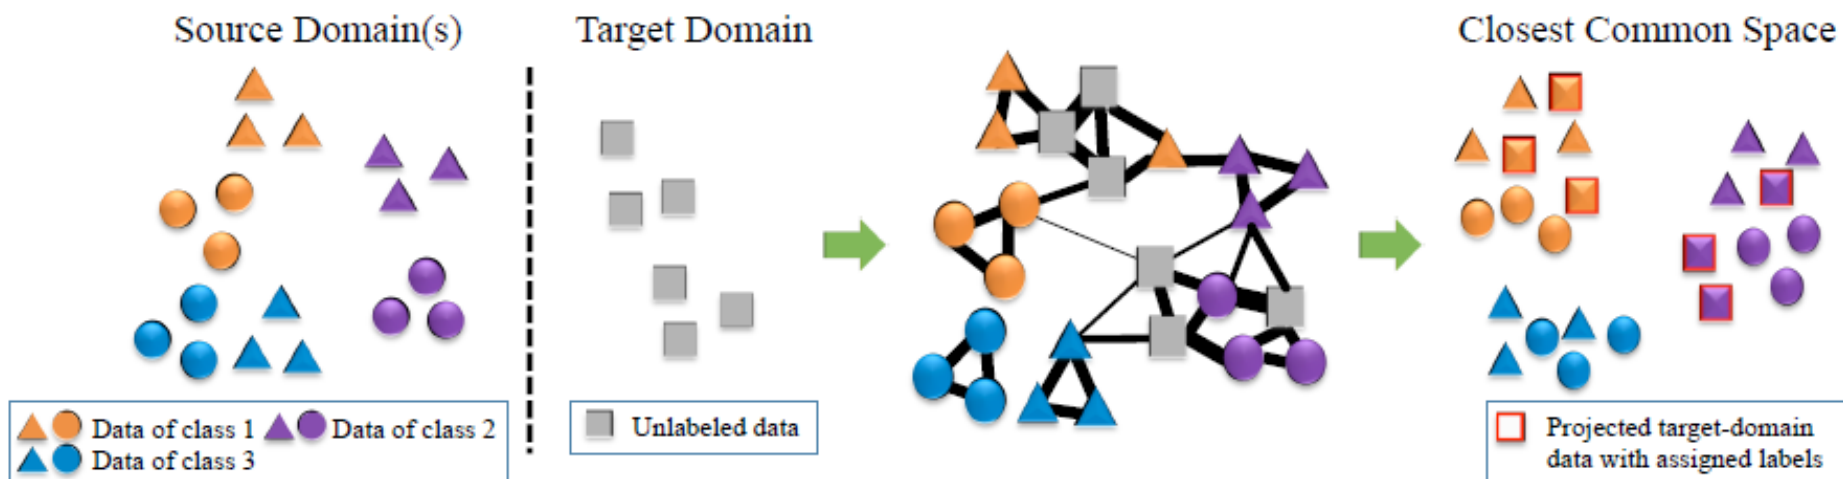 Source Domain(s)
Target Domain
Closest Common Space
Data of class 1
Data of class 2
Data of class 3
Unlabeled data
Projected target-domain
data with assigned labels